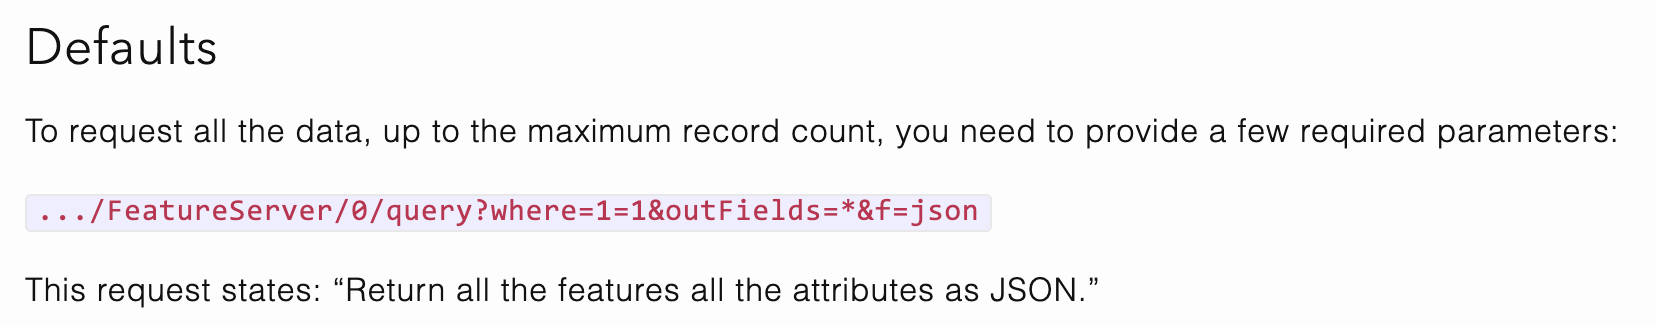 Defaults
To request all the data, up to the maximum record count, you need to provide a few required parameters:
.../FeatureServer/0/query?where=1=1&outFields=*&f=json
This request states: “Return all the features all the attributes as JSON.”